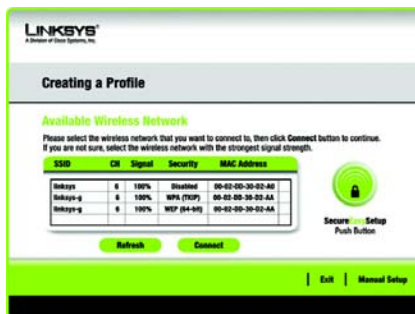 LINKSYS®
A Division of Cisco Systems, Inc.
Creating a Profile
Available Wireless Network
Please select the wireless network that you want to connect to, then click Connect button to continue.
If you are not sure, select the wireless network with the strongest signal strength.
SSID CH Signal Security MAC Address
linksys 6 100% Disabled 00-02-DD-30-D2-A0
linksys-g 6 100% WPA (TKIP) 00-02-DD-30-D2-AA
linksys-g 6 100% WEP (64-bit) 00-02-DD-30-D2-AA
SecureEasySetup
Push Button
Refresh Connect
Exit Manual Setup